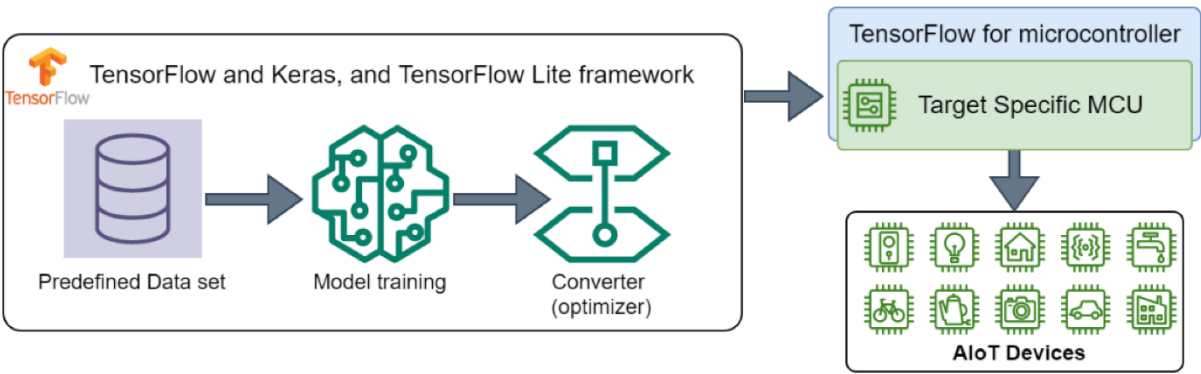 TensorFlow
TensorFlow and Keras, and TensorFlow Lite framework
Predefined Data set
Model training
Converter
(optimizer)
TensorFlow for microcontroller
Target Specific MCU
AIoT Devices